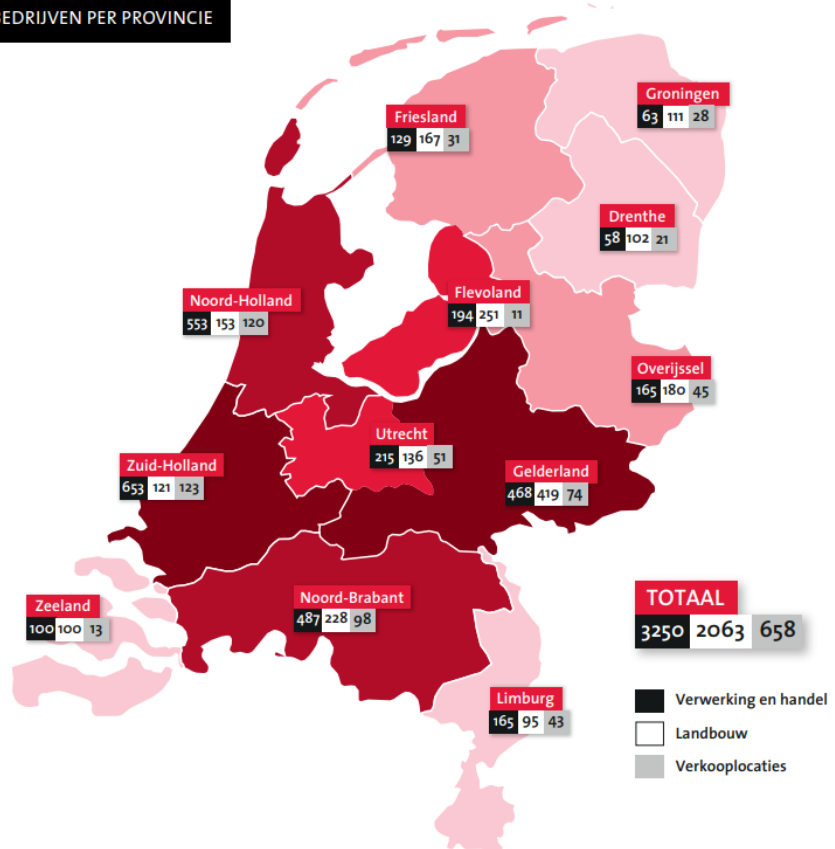 BEDRIJVEN PER PROVINCIE
Groningen
63 111 28
Friesland
129 167 31
Drenthe
58 102 21
Flevoland
194 251 11
Noord-Holland
553 153 120
Overijssel
165 180 45
Utrecht
215 136 51
Zuid-Holland
653 121 123
Gelderland
468 419 74
Zeeland
100 100 13
Noord-Brabant
487 228 98
TOTAAL
3250 2063 658
Limburg
165 95 43
Verwerking en handel
Landbouw
Verkooplocaties